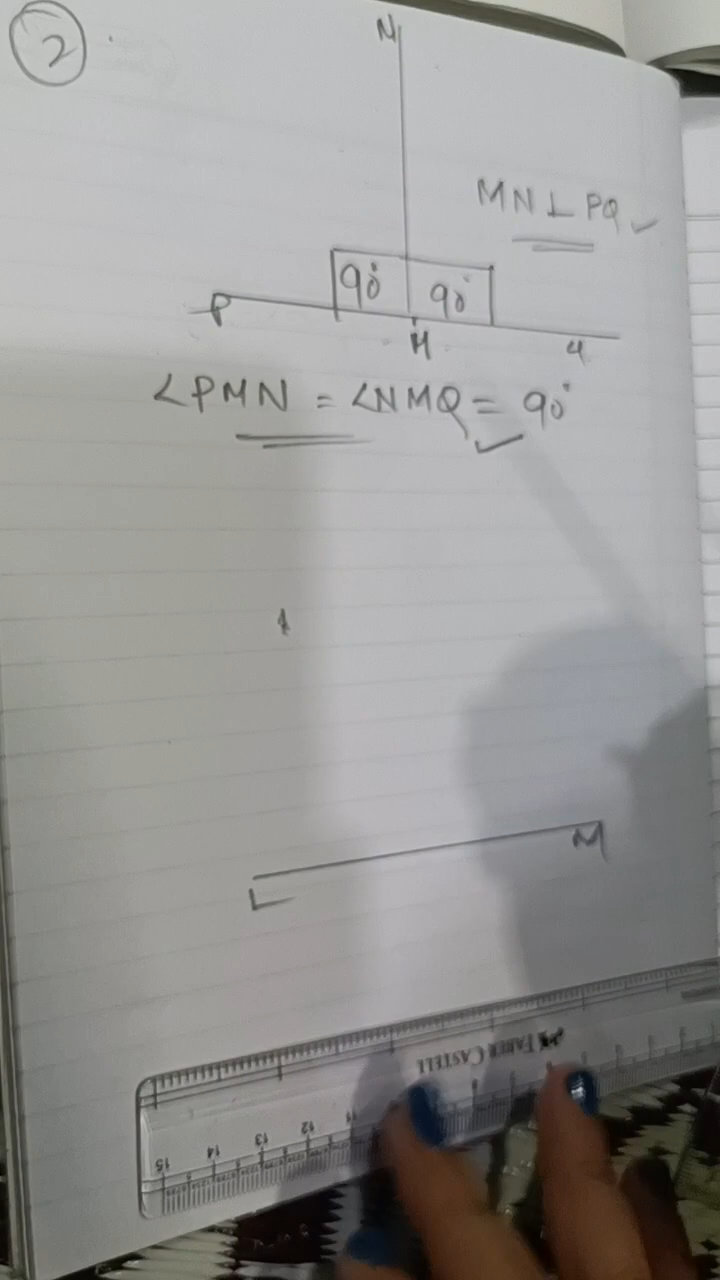 2
N
MN ⊥ PQ
90° 90°
P
M
∠PMN = ∠NMQ = 90°
M
L
FABER CASTELL
15 14 13 12 11